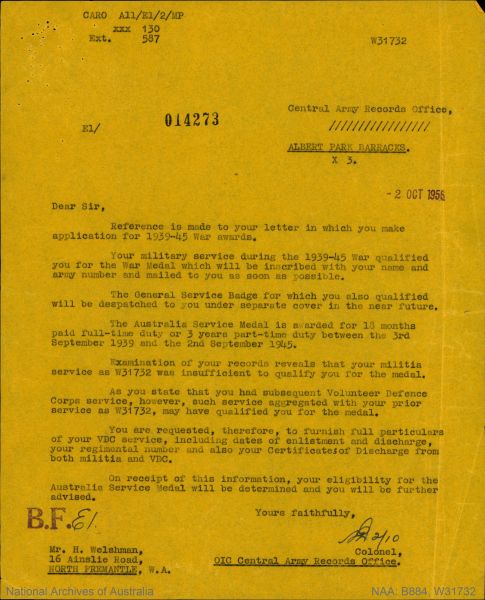 CARO A11/E1/2/MP
xxx 130
Ext. 587
W31732
Central Army Records Office,
014273
E1/
//////////////////
ALBERT PARK BARRACKS.
X 3.
- 2 OCT 1956
Dear Sir,
Reference is made to your letter in which you make
application for 1939-45 War awards.
Your military service during the 1939-45 War qualified
you for the War Medal which will be inscribed with your name and
army number and mailed to you as soon as possible.
The General Service Badge for which you also qualified
will be despatched to you under separate cover in the near future.
The Australia Service Medal is awarded for 18 months
paid full-time duty or 3 years part-time duty between the 3rd
September 1939 and the 2nd September 1945.
Examination of your records reveals that your militia
service as W31732 was insufficient to qualify you for the medal.
As you state that you had subsequent Volunteer Defence
Corps service, however, such service aggregated with your prior
service as W31732, may have qualified you for the medal.
You are requested, therefore, to furnish full particulars
of your VDC service, including dates of enlistment and discharge,
your regimental number and also your Certificate of Discharge from
both militia and VDC.
On receipt of this information, your eligibility for the
Australia Service Medal will be determined and you will be further
advised.
Yours faithfully,
B.F. E1.
2/10
Colonel,
OIC Central Army Records Office.
Mr. H. Welshman,
16 Ainslie Road,
NORTH FREMANTLE, W.A.
National Archives of Australia
NAA: B884, W31732